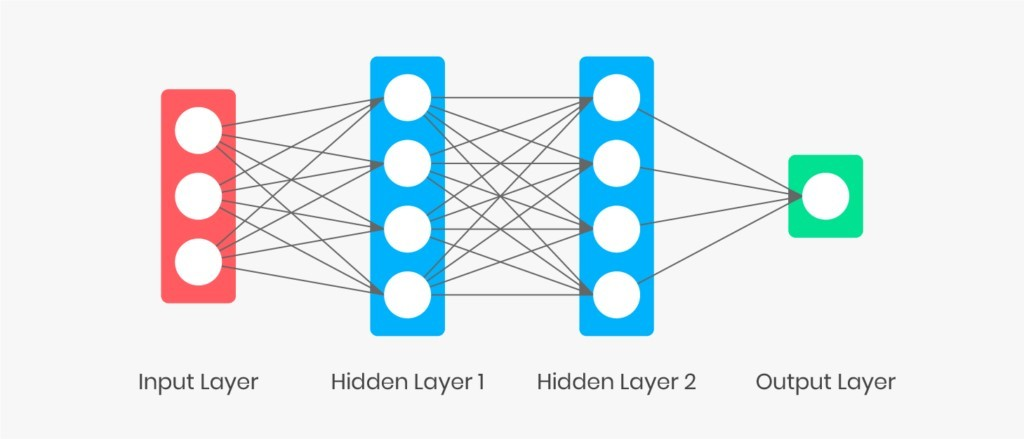 Input Layer
Hidden Layer 1
Hidden Layer 2
Output Layer